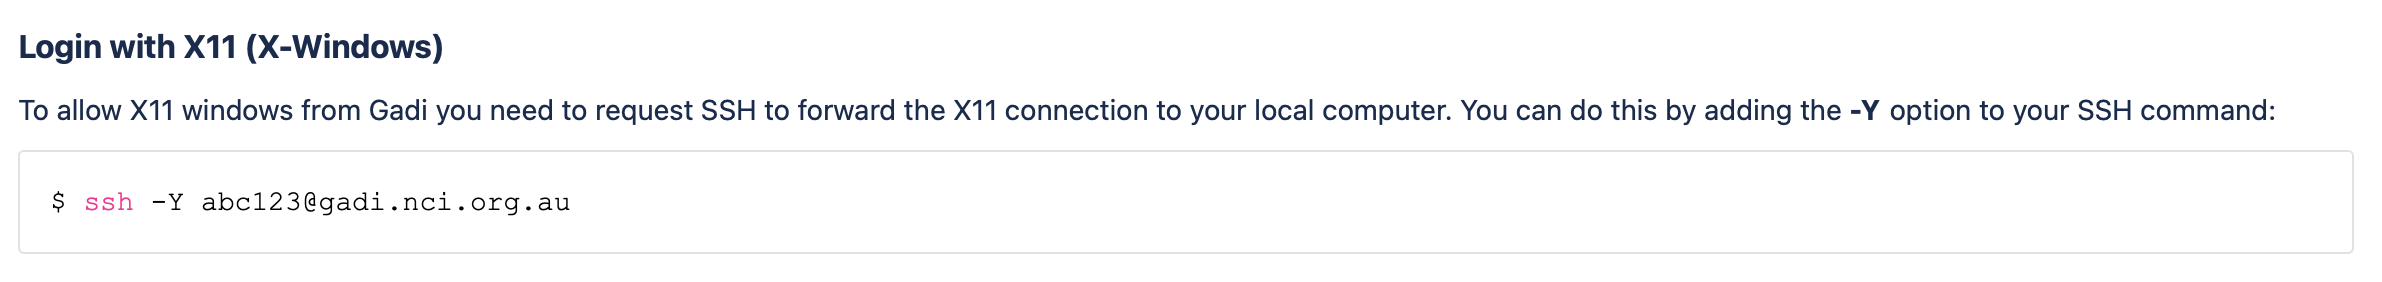 Login with X11 (X-Windows)
To allow X11 windows from Gadi you need to request SSH to forward the X11 connection to your local computer. You can do this by adding the -Y option to your SSH command:
$ ssh -Y abc123@gadi.nci.org.au